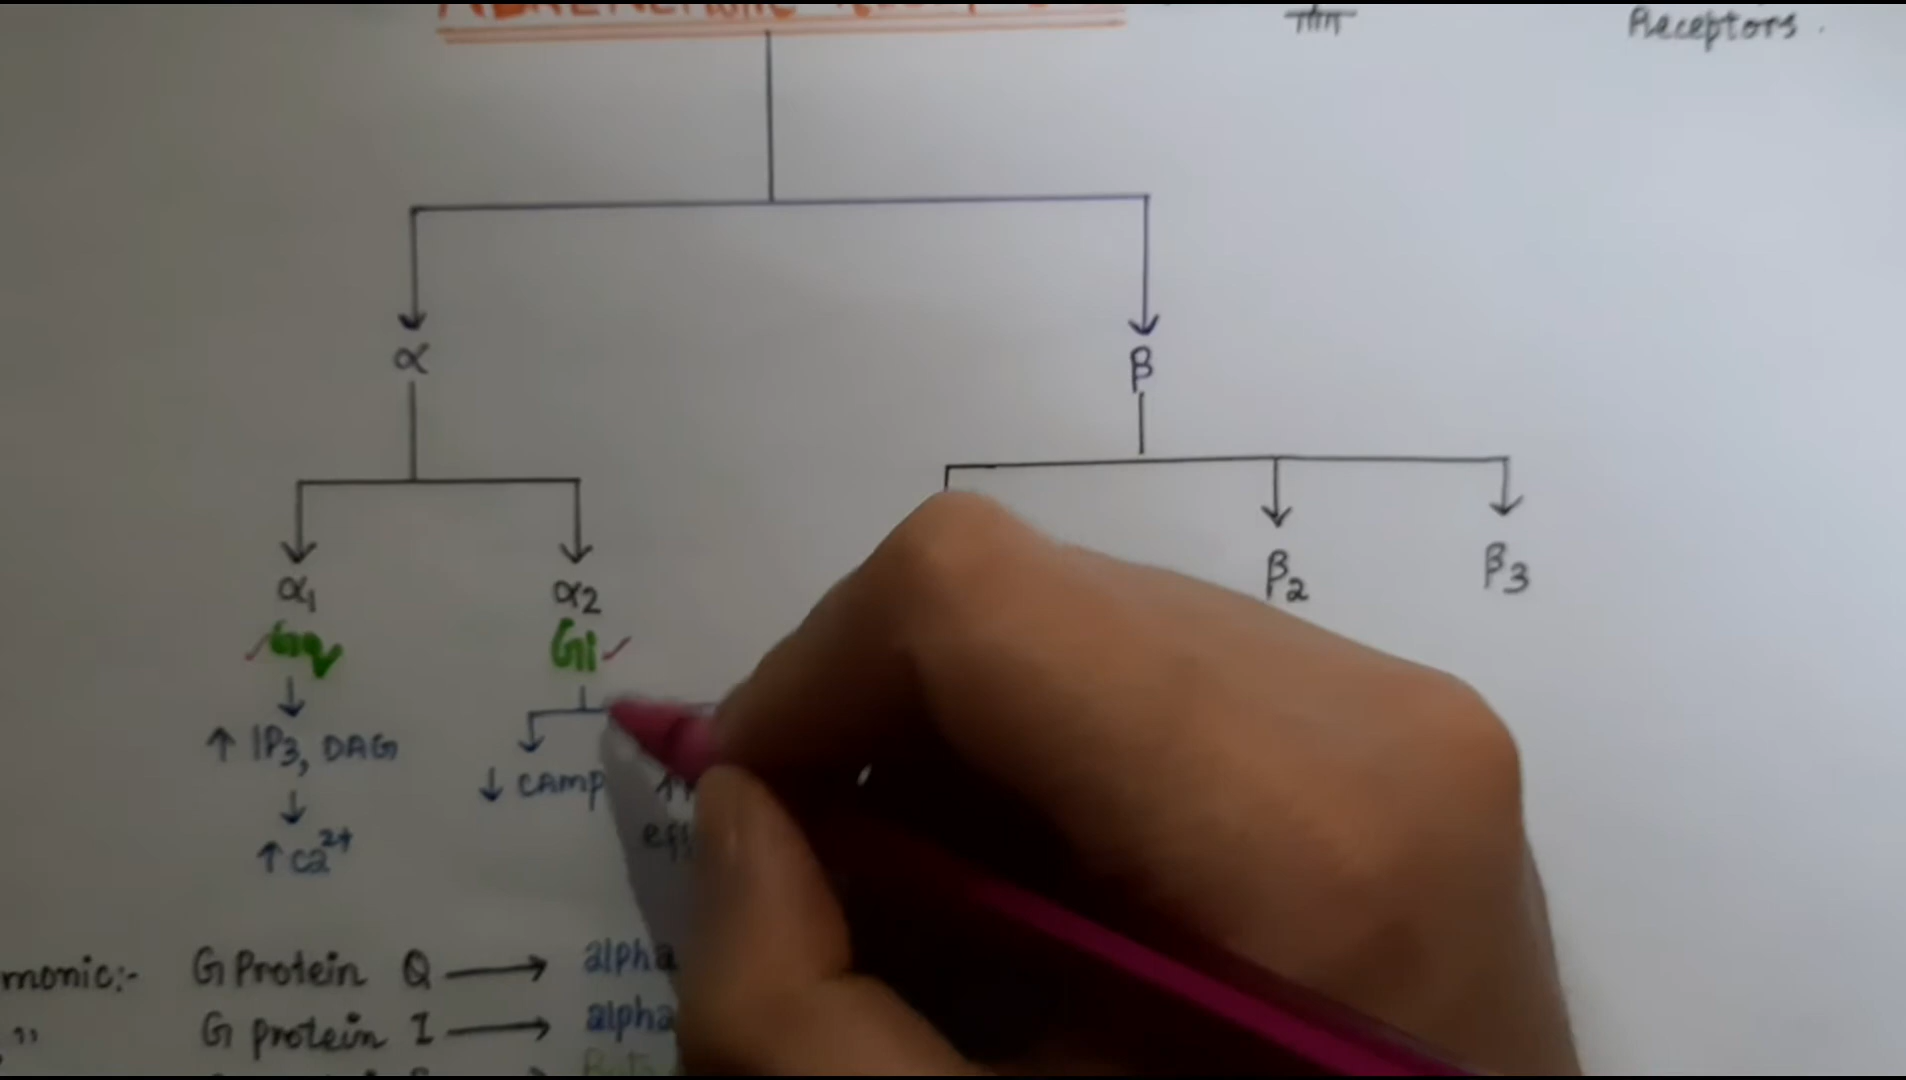 Receptors.
α
β
α1
α2
β2
β3
Gq
Gi
↑ IP3, DAG
↓ CAMP
↑ Ca2+
monic:- G Protein Q → alpha
,, G protein I → alpha